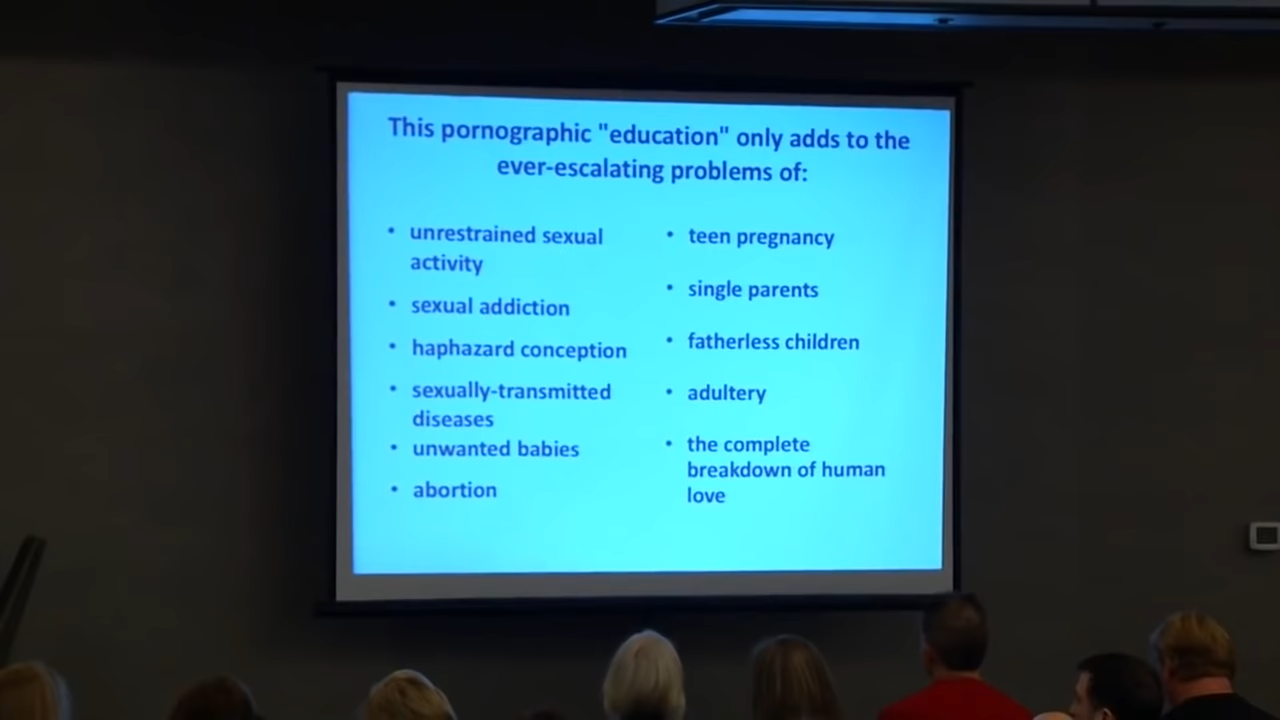 This pornographic "education" only adds to the
ever-escalating problems of:
• unrestrained sexual
activity
• sexual addiction
• haphazard conception
• sexually-transmitted
diseases
• unwanted babies
• abortion
• teen pregnancy
• single parents
• fatherless children
• adultery
• the complete
breakdown of human
love